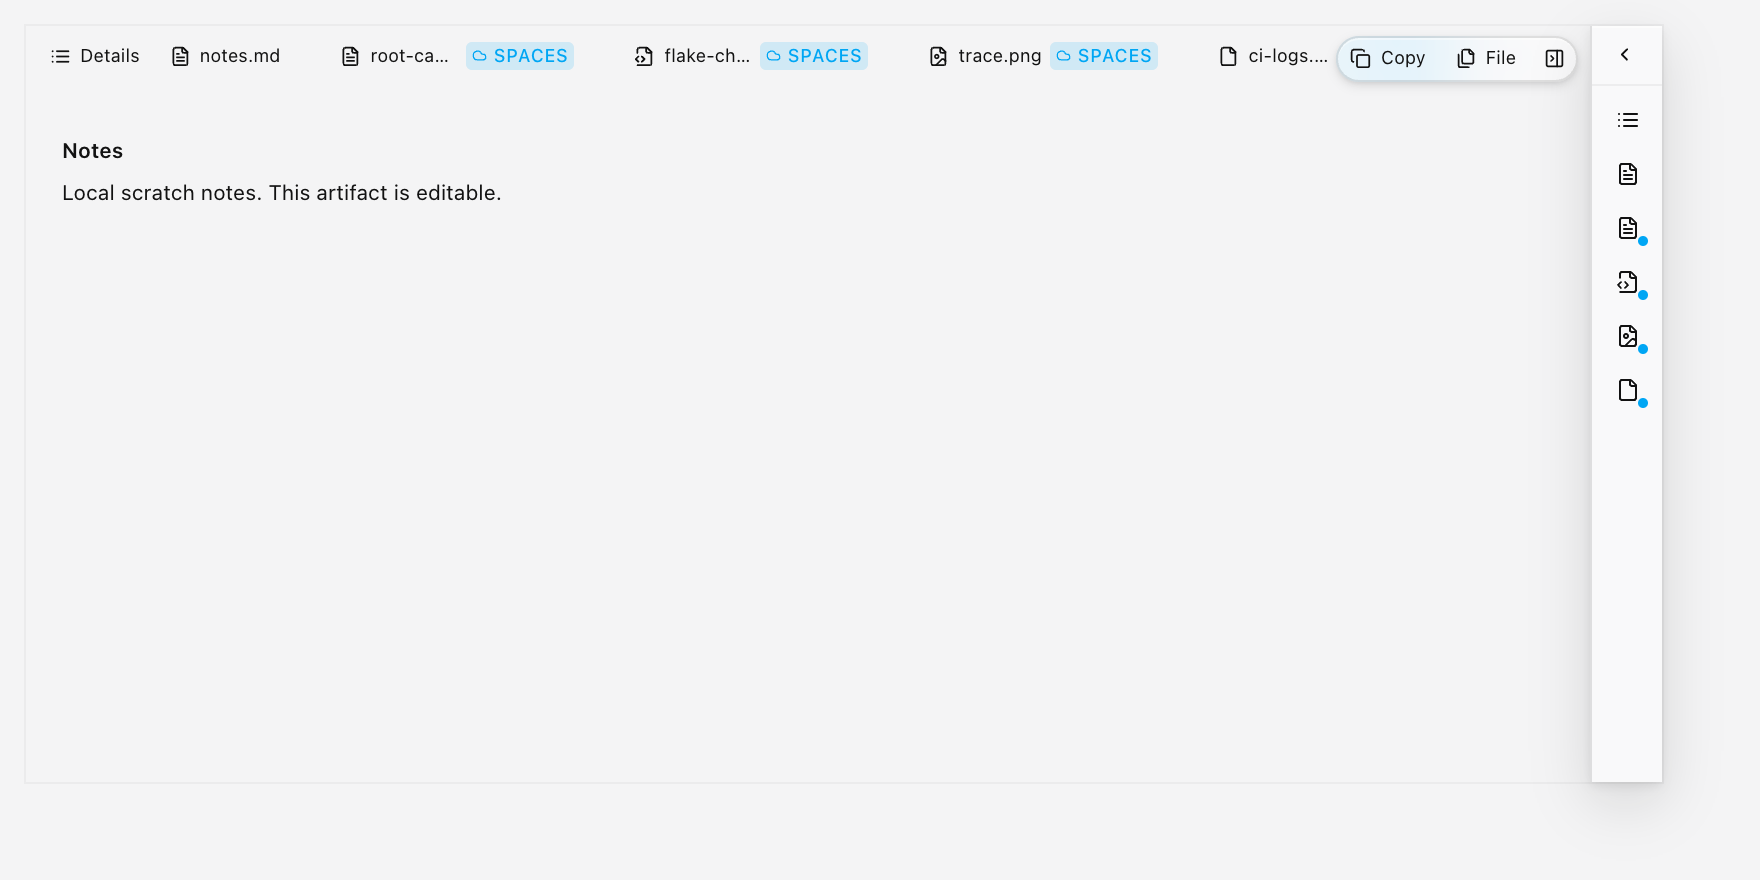 Details notes.md root-ca... SPACES flake-ch... SPACES trace.png SPACES ci-logs.... Copy File
Notes
Local scratch notes. This artifact is editable.